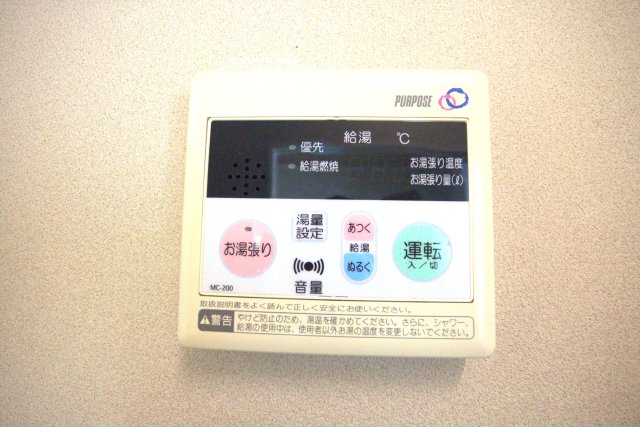 PURPOSE
給湯 ℃
優先
給湯燃焼
お湯張り温度
お湯張り量(ℓ)
お湯張り
湯量
設定
音量
あつく
給湯
ぬるく
運転
入／切
MC-200
取扱説明書をよく読んで正しく安全にお使いください。
警告
やけど防止のため、湯温を確かめてください。さらに、シャワー、
給湯の使用中は、使用者以外お湯の温度を変更しないでください。